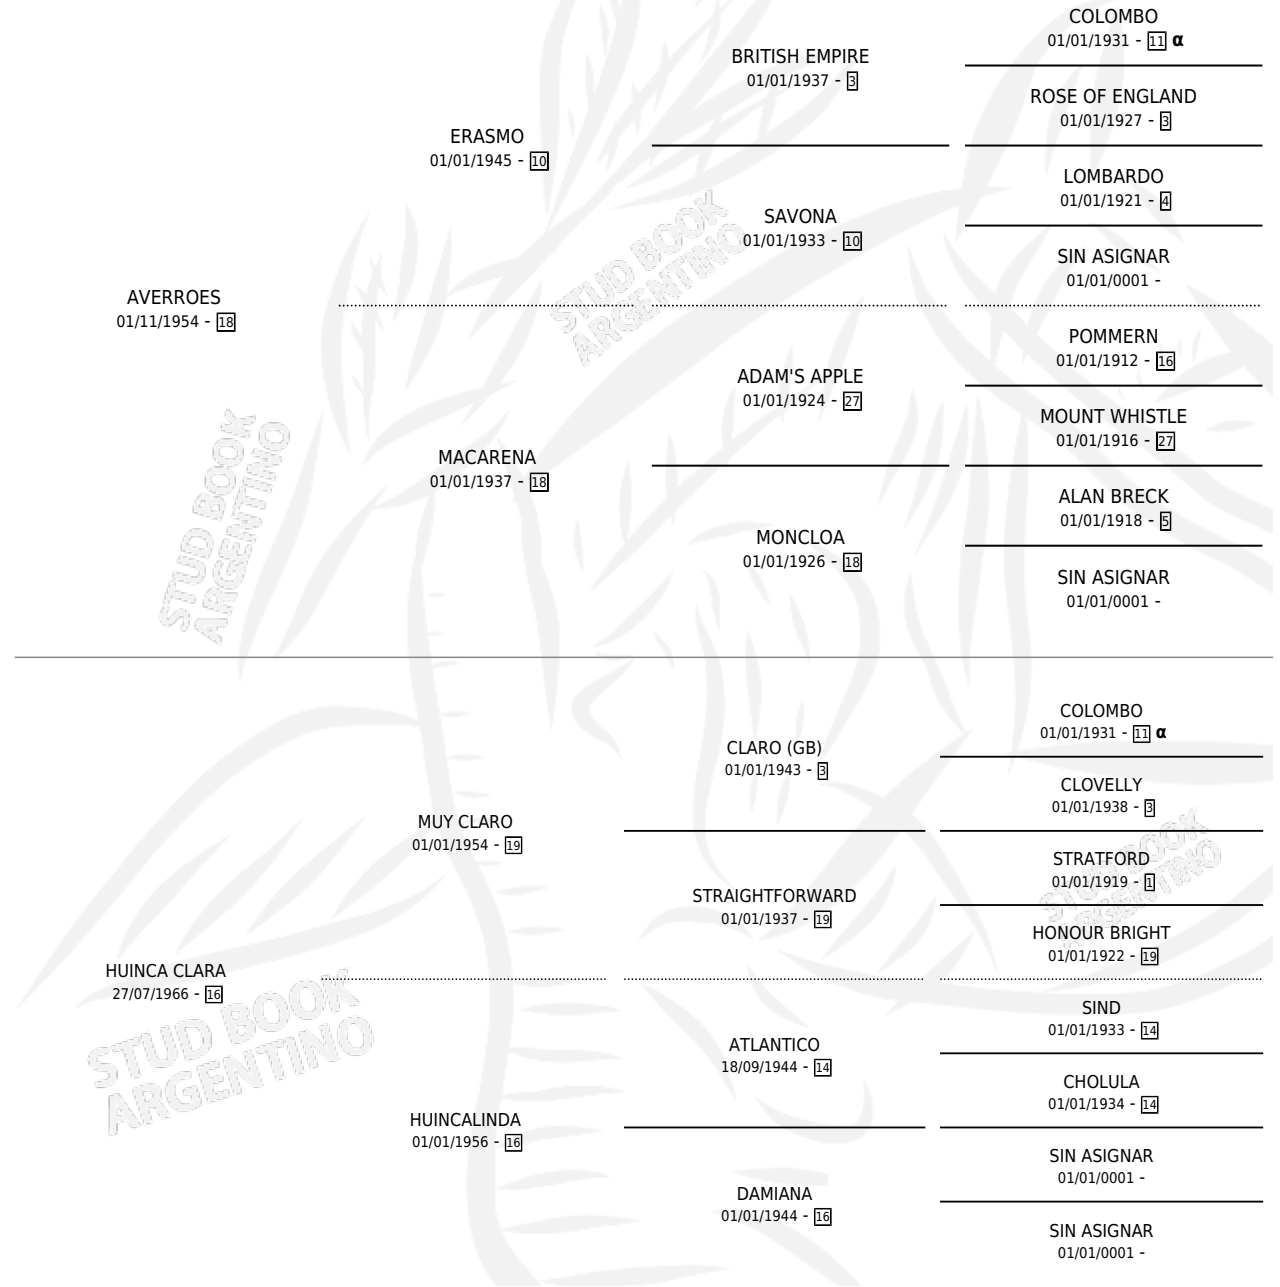 COLOMBO
01/01/1931 - 11 α
BRITISH EMPIRE
01/01/1937 - 3
ROSE OF ENGLAND
01/01/1927 - 3
ERASMO
01/01/1945 - 10
LOMBARDO
01/01/1921 - 4
SAVONA
01/01/1933 - 10
SIN ASIGNAR
01/01/0001 -
AVERROES
01/11/1954 - 18
POMMERN
01/01/1912 - 16
ADAM'S APPLE
01/01/1924 - 27
MOUNT WHISTLE
01/01/1916 - 27
MACARENA
01/01/1937 - 18
ALAN BRECK
01/01/1918 - 5
MONCLOA
01/01/1926 - 18
SIN ASIGNAR
01/01/0001 -
STUD BOOK
ARGENTINO
STUD BOOK
ARGENTINO
COLOMBO
01/01/1931 - 11 α
CLARO (GB)
01/01/1943 - 3
CLOVELLY
01/01/1938 - 3
MUY CLARO
01/01/1954 - 19
STRATFORD
01/01/1919 - 1
STRAIGHTFORWARD
01/01/1937 - 19
HONOUR BRIGHT
01/01/1922 - 19
HUINCA CLARA
27/07/1966 - 16
SIND
01/01/1933 - 14
ATLANTICO
18/09/1944 - 14
CHOLULA
01/01/1934 - 14
HUINCALINDA
01/01/1956 - 16
SIN ASIGNAR
01/01/0001 -
DAMIANA
01/01/1944 - 16
SIN ASIGNAR
01/01/0001 -
STUD BOOK
ARGENTINO
STUD BOOK
ARGENTINO